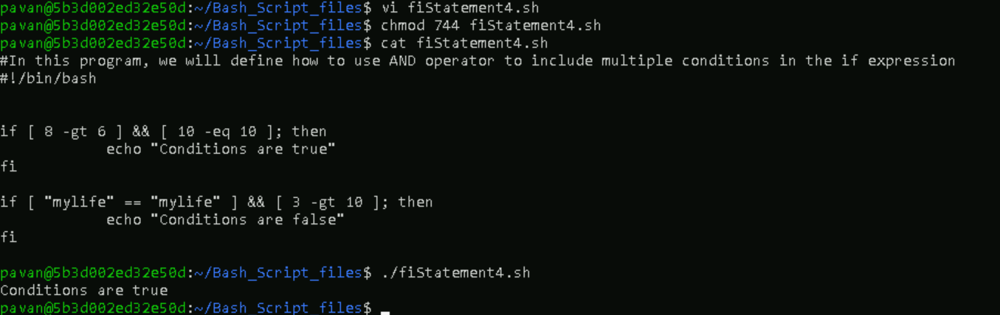 pavan@5b3d002ed32e50d:~/Bash_Script_files$ vi fiStatement4.sh
pavan@5b3d002ed32e50d:~/Bash_Script_files$ chmod 744 fiStatement4.sh
pavan@5b3d002ed32e50d:~/Bash_Script_files$ cat fiStatement4.sh
#In this program, we will define how to use AND operator to include multiple conditions in the if expression
#!/bin/bash
if [ 8 -gt 6 ] && [ 10 -eq 10 ]; then
echo "Conditions are true"
fi
if [ "mylife" == "mylife" ] && [ 3 -gt 10 ]; then
echo "Conditions are false"
fi
pavan@5b3d002ed32e50d:~/Bash_Script_files$ ./fiStatement4.sh
Conditions are true
pavan@5b3d002ed32e50d:~/Bash_Script_files$